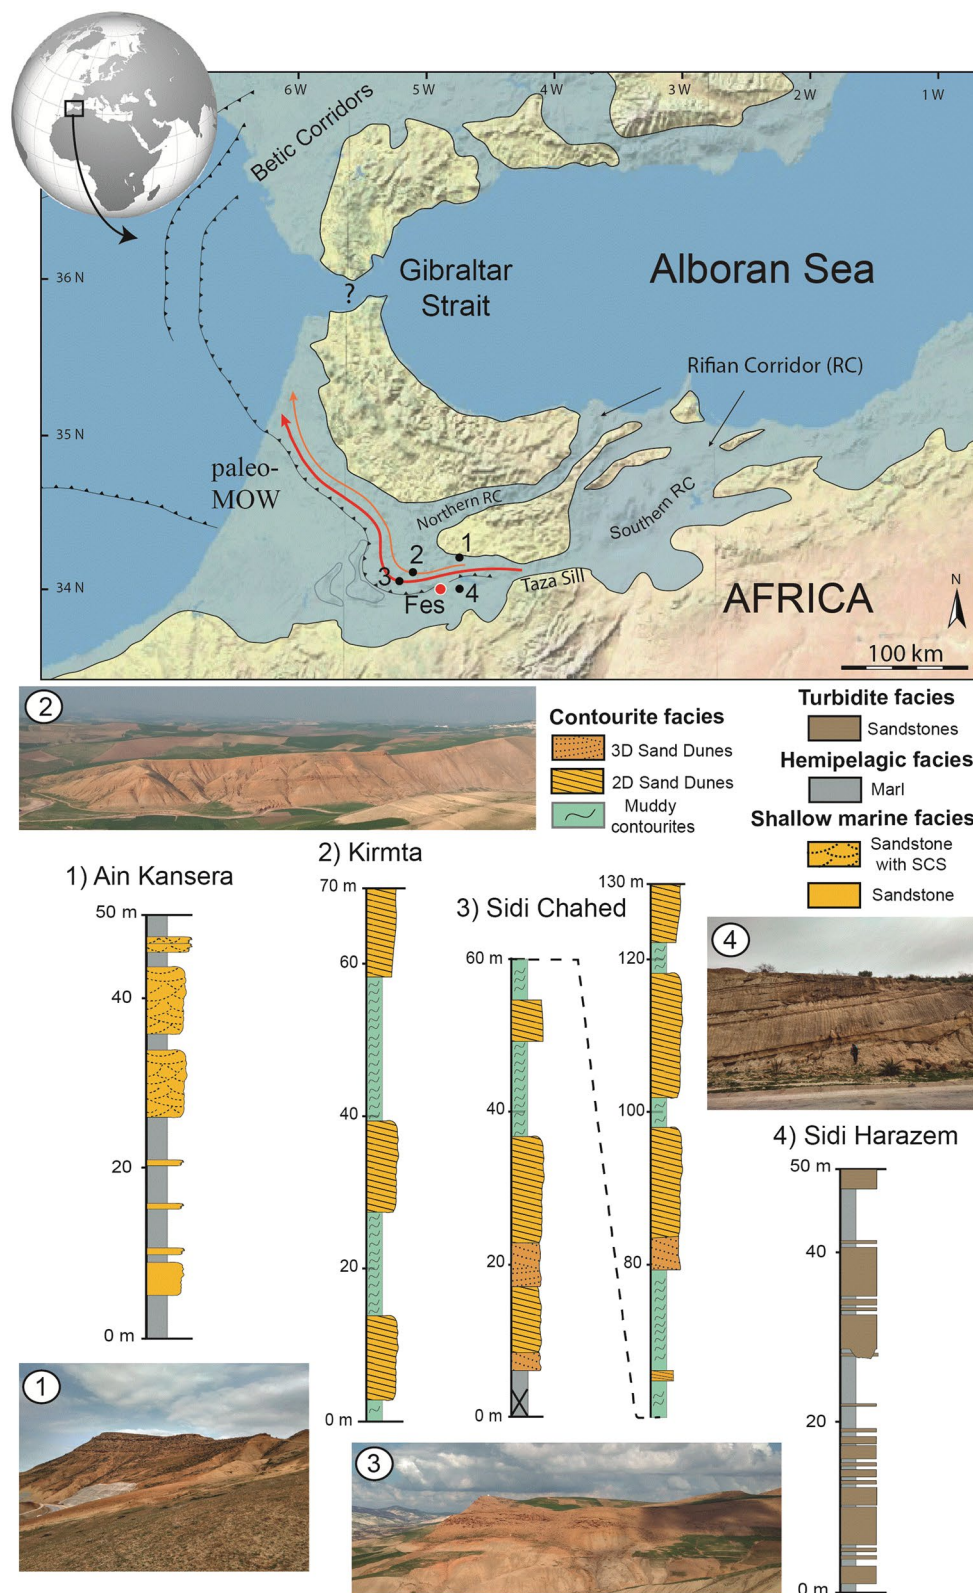 6 W
5 W
4 W
3 W
2 W
1 W
Betic Corridors
36 N
Gibraltar
Strait
Alboran Sea
?
Rifian Corridor (RC)
35 N
paleo-
MOW
Northern RC
Southern RC
1
2
3
34 N
Fes
4
Taza Sill
AFRICA
N
100 km
2
Contourite facies
3D Sand Dunes
2D Sand Dunes
Muddy
contourites
Turbidite facies
Sandstones
Hemipelagic facies
Marl
Shallow marine facies
Sandstone
with SCS
Sandstone
1) Ain Kansera
50 m
40
20
0 m
2) Kirmta
70 m
60
40
20
0 m
3) Sidi Chahed
60 m
40
20
0 m
130 m
120
100
80
4
4) Sidi Harazem
50 m
40
20
0 m
1
3